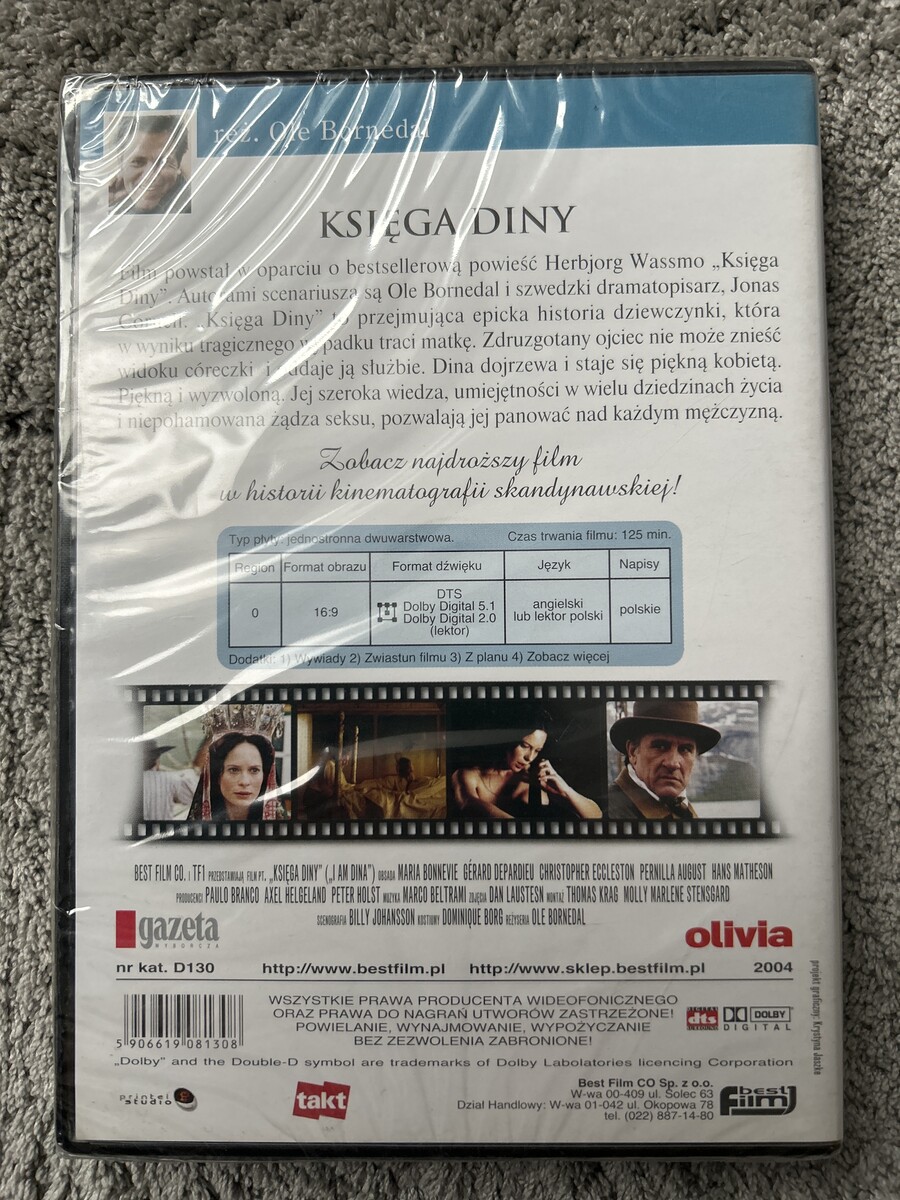 reż. Ole Bornedal
KSIĘGA DINY
Film powstał w oparciu o bestsellerową powieść Herbjorg Wassmo „Księga
Diny”. Autorami scenariusza są Ole Bornedal i szwedzki dramatopisarz, Jonas
„Księga Diny” to przejmująca epicka historia dziewczynki, która
w wyniku tragicznego wypadku traci matkę. Zdruzgotany ojciec nie może znieść
widoku córeczki i oddaje ją służbie. Dina dojrzewa i staje się piękną kobietą.
Piękną i wyzwoloną. Jej szeroka wiedza, umiejętności w wielu dziedzinach życia
i niepohamowana żądza seksu, pozwalają jej panować nad każdym mężczyzną.
Zobacz najdroższy film
w historii kinematografii skandynawskiej!
Typ płyty: jednostronna dwuwarstwowa. Czas trwania filmu: 125 min.
Region Format obrazu Format dźwięku Język Napisy
0 16:9 DTS Dolby Digital 5.1 Dolby Digital 2.0 (lektor) angielski lub lektor polski polskie
Dodatki: 1) Wywiady 2) Zwiastun filmu 3) Z planu 4) Zobacz więcej
BEST FILM CO. i TF1 PRZEDSTAWIAJĄ FILM PT. „KSIĘGA DINY” („I AM DINA”) OBSADA MARIA BONNEVIE GÉRARD DEPARDIEU CHRISTOPHER ECCLESTON PERNILLA AUGUST HANS MATHESON
PRODUCENCI PAULO BRANCO AXEL HELGELAND PETER HOLST MUZYKA MARCO BELTRAMI ZDJĘCIA DAN LAUSTESN MONTAŻ THOMAS KRAG MOLLY MARLENE STENSGARD
SCENOGRAFIA BILLY JOHANSSON KOSTIUMY DOMINIQUE BORG REŻYSERIA OLE BORNEDAL
gazeta
WYBORCZA
olivia
nr kat. D130 http://www.bestfilm.pl http://www.sklep.bestfilm.pl 2004
projekt graficzny: Krystyna Jaszke
5 906619 081308
WSZYSTKIE PRAWA PRODUCENTA WIDEOFONICZNEGO
ORAZ PRAWA DO NAGRAŃ UTWORÓW ZASTRZEŻONE!
POWIELANIE, WYNAJMOWANIE, WYPOŻYCZANIE
BEZ ZEZWOLENIA ZABRONIONE!
dts
DOLBY
DIGITAL
„Dolby” and the Double-D symbol are trademarks of Dolby Labolatories licencing Corporation
printel
studio
takt
Best Film CO Sp. z o.o.
W-wa 00-409 ul. Solec 63
Dział Handlowy: W-wa 01-042 ul. Okopowa 78
tel. (022) 887-14-80
best
film